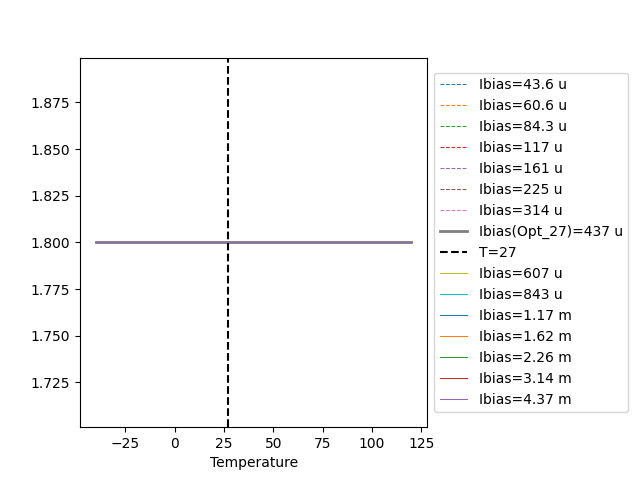 1.875
1.850
1.825
1.800
1.775
1.750
1.725
−25
0
25
50
75
100
125
Temperature
Ibias=43.6 u
Ibias=60.6 u
Ibias=84.3 u
Ibias=117 u
Ibias=161 u
Ibias=225 u
Ibias=314 u
Ibias(Opt_27)=437 u
T=27
Ibias=607 u
Ibias=843 u
Ibias=1.17 m
Ibias=1.62 m
Ibias=2.26 m
Ibias=3.14 m
Ibias=4.37 m